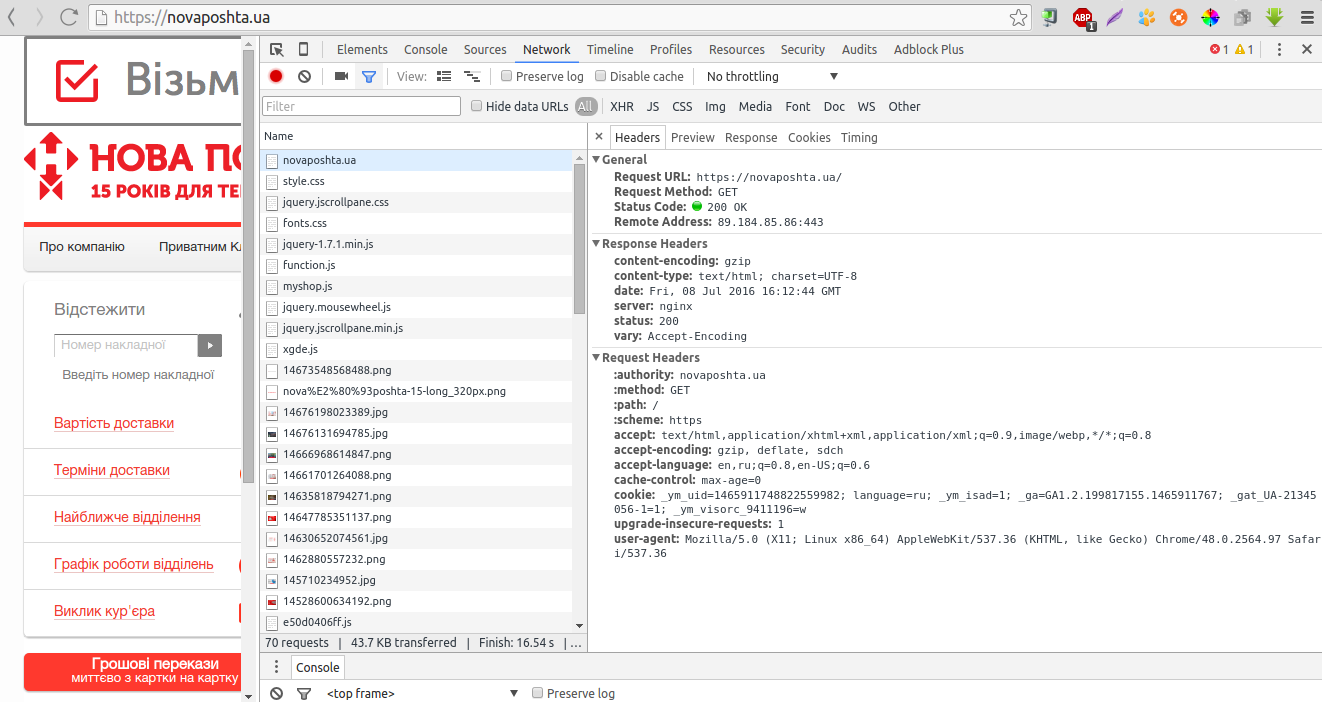 https://novaposhta.ua
ABP
1
Візьм
НОВА ПО
15 РОКІВ ДЛЯ ТЕ
Про компанію Приватним Кл
Відстежити
Номер накладної
Введіть номер накладної
Вартість доставки
Терміни доставки
Найближче відділення
Графік роботи відділень
Виклик кур'єра
Грошові перекази
миттєво з картки на картку
Elements Console Sources Network Timeline Profiles Resources Security Audits Adblock Plus 1 1
View: Preserve log Disable cache No throttling
Filter Hide data URLs All XHR JS CSS Img Media Font Doc WS Other
Name
novaposhta.ua
style.css
jquery.jscrollpane.css
fonts.css
jquery-1.7.1.min.js
function.js
myshop.js
jquery.mousewheel.js
jquery.jscrollpane.min.js
xgde.js
14673548568488.png
nova%E2%80%93poshta-15-long_320px.png
14676198023389.jpg
14676131694785.jpg
14666968614847.png
14661701264088.png
14635818794271.png
14647785351137.png
14630652074561.jpg
1462880557232.png
145710234952.jpg
14528600634192.png
e50d0406ff.js
70 requests | 43.7 KB transferred | Finish: 16.54 s | ...
× Headers Preview Response Cookies Timing
General
Request URL: https://novaposhta.ua/
Request Method: GET
Status Code: 200 OK
Remote Address: 89.184.85.86:443
Response Headers
content-encoding: gzip
content-type: text/html; charset=UTF-8
date: Fri, 08 Jul 2016 16:12:44 GMT
server: nginx
status: 200
vary: Accept-Encoding
Request Headers
:authority: novaposhta.ua
:method: GET
:path: /
:scheme: https
accept: text/html,application/xhtml+xml,application/xml;q=0.9,image/webp,*/*;q=0.8
accept-encoding: gzip, deflate, sdch
accept-language: en,ru;q=0.8,en-US;q=0.6
cache-control: max-age=0
cookie: _ym_uid=1465911748822559982; language=ru; _ym_isad=1; _ga=GA1.2.199817155.1465911767; _gat_UA-21345
056-1=1; _ym_visorc_9411196=w
upgrade-insecure-requests: 1
user-agent: Mozilla/5.0 (X11; Linux x86_64) AppleWebKit/537.36 (KHTML, like Gecko) Chrome/48.0.2564.97 Safar
i/537.36
Console
<top frame> Preserve log